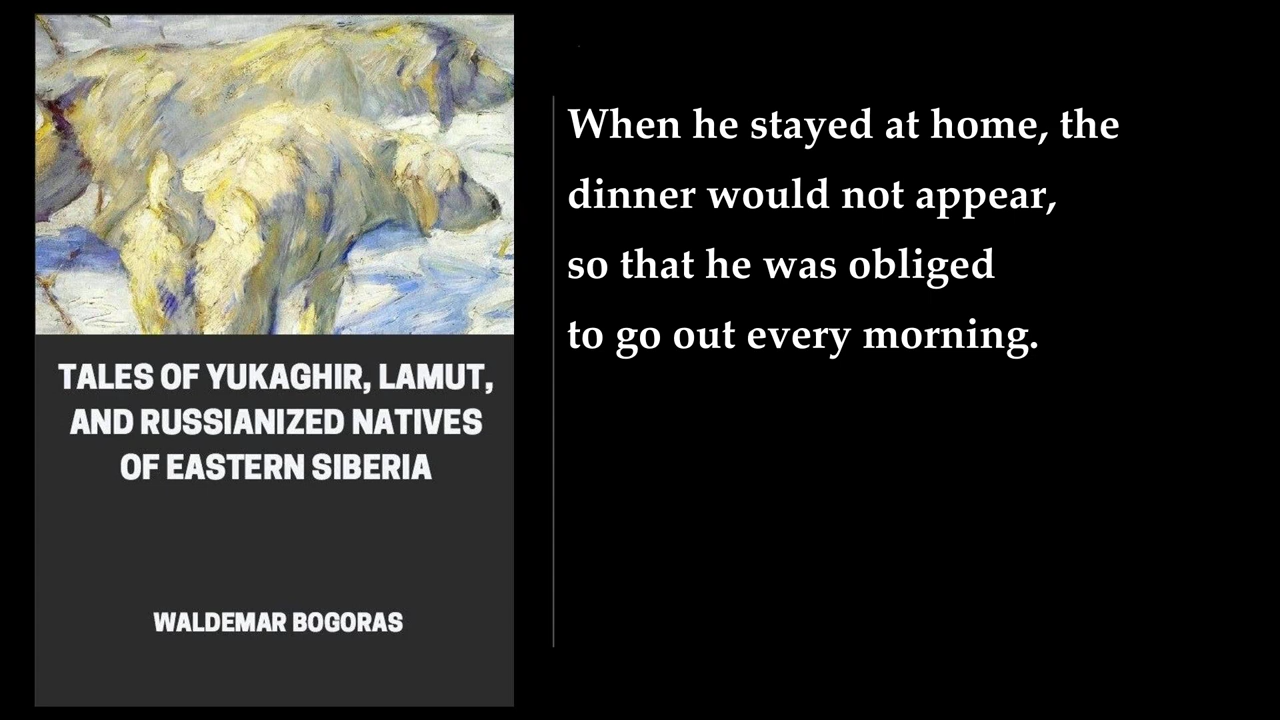 TALES OF YUKAGHIR, LAMUT,
AND RUSSIANIZED NATIVES
OF EASTERN SIBERIA
WALDEMAR BOGORAS
When he stayed at home, the
dinner would not appear,
so that he was obliged
to go out every morning.